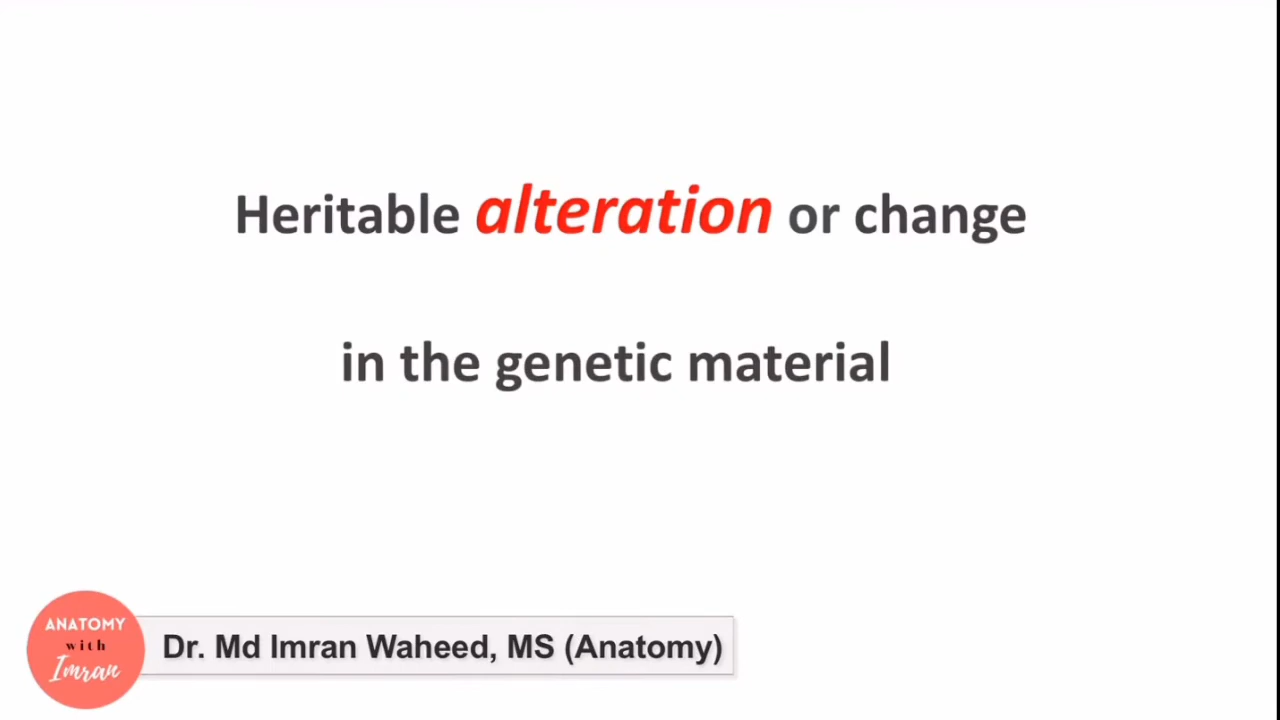 Heritable alteration or change
in the genetic material
ANATOMY
with
Imran
Dr. Md Imran Waheed, MS (Anatomy)